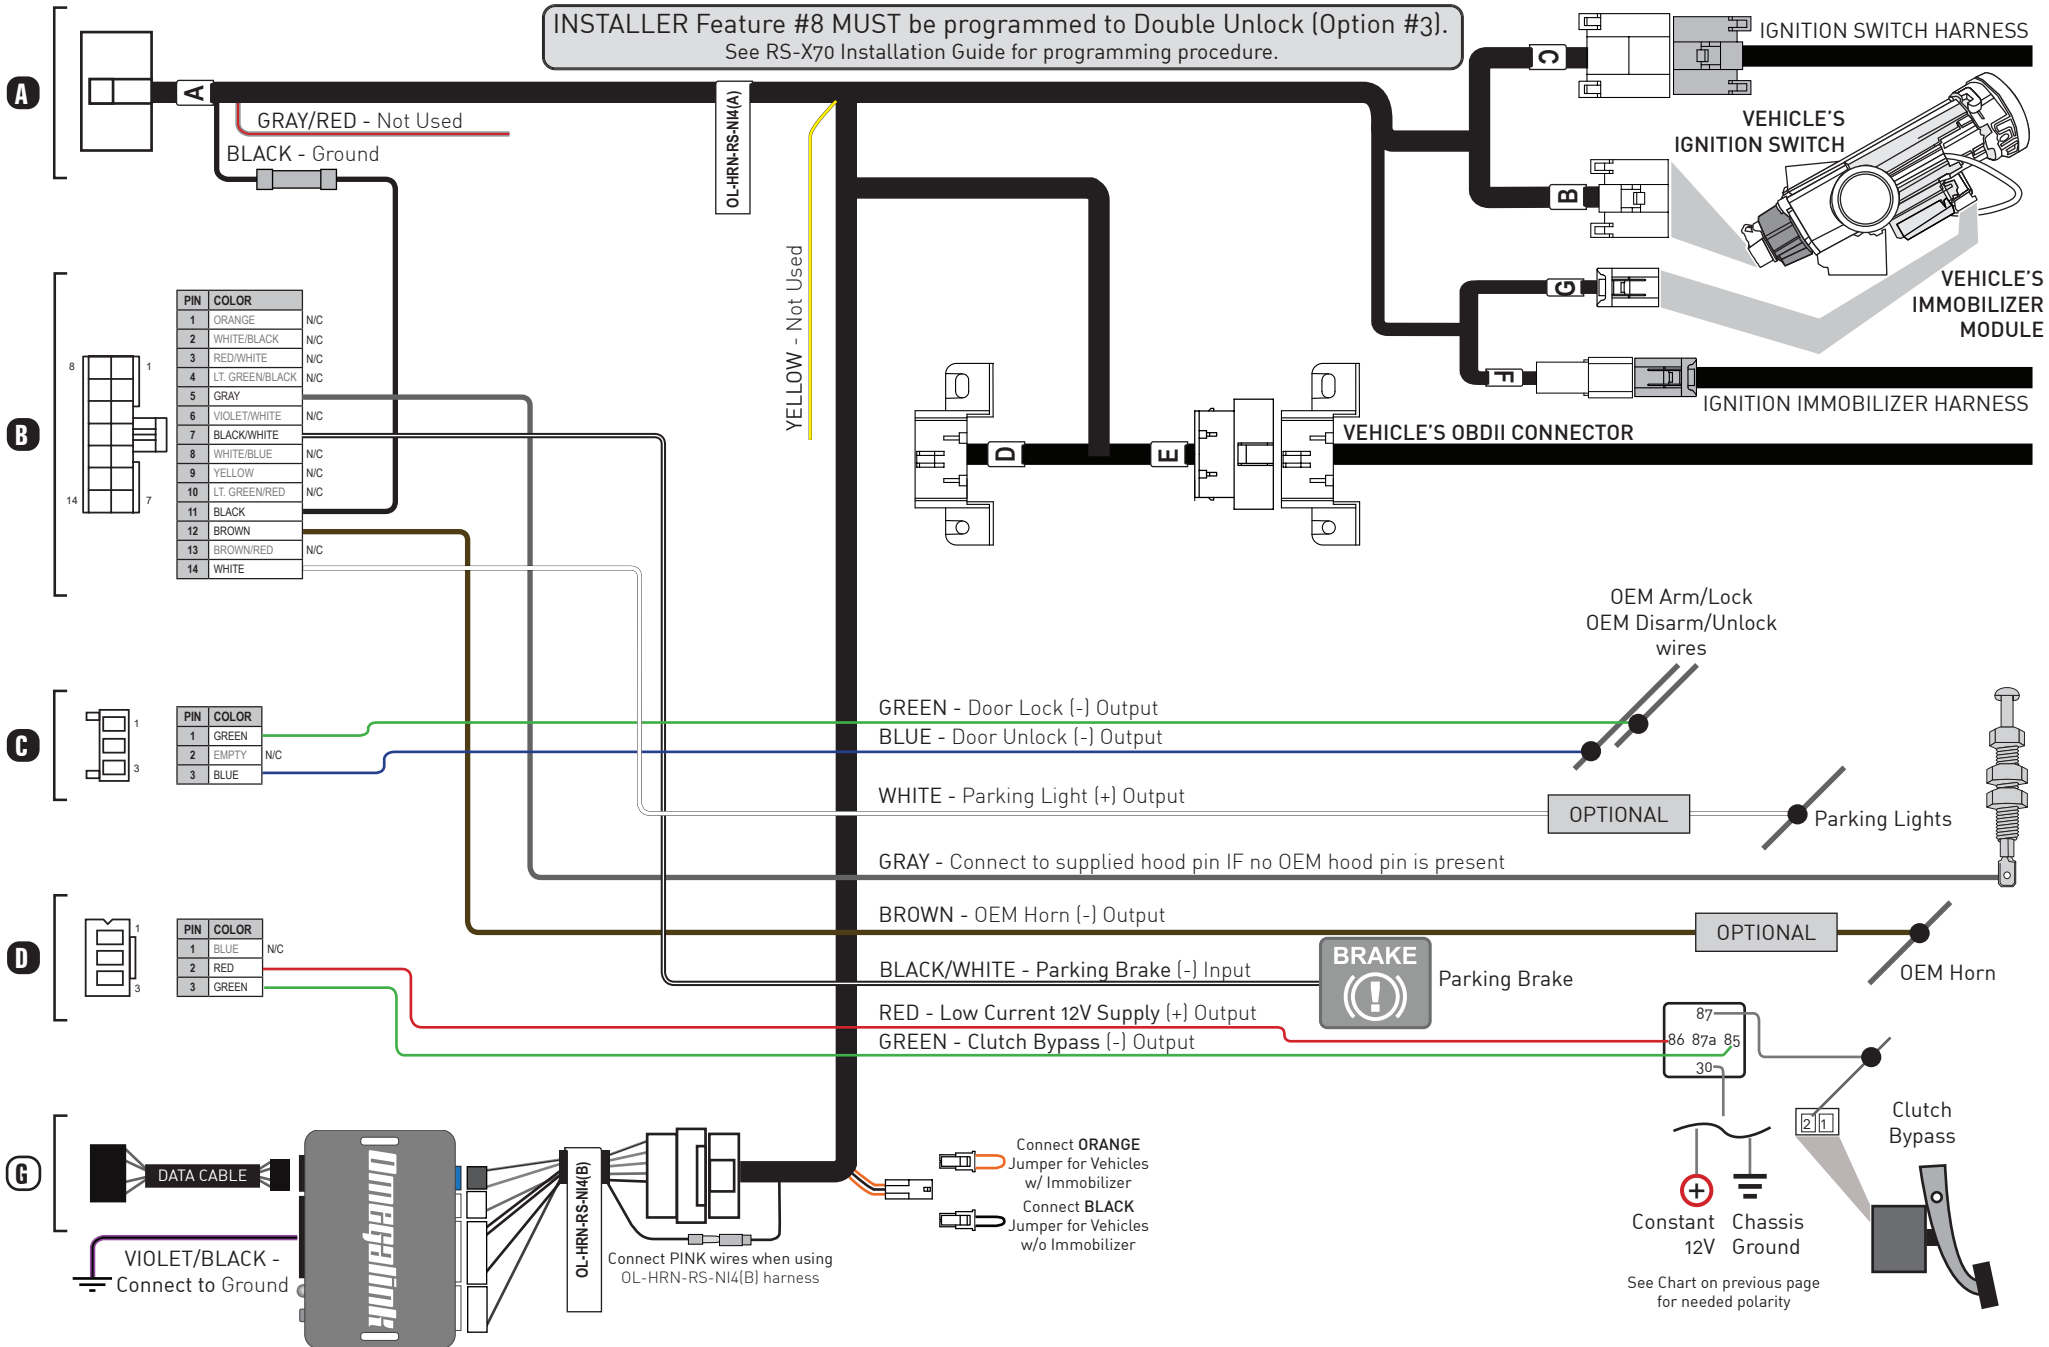 INSTALLER Feature #8 MUST be programmed to Double Unlock (Option #3).
See RS-X70 Installation Guide for programming procedure.
A
A
GRAY/RED - Not Used
BLACK - Ground
OL-HRN-RS-NI4(A)
YELLOW - Not Used
C
IGNITION SWITCH HARNESS
VEHICLE'S
IGNITION SWITCH
B
G
VEHICLE'S
IMMOBILIZER
MODULE
F
IGNITION IMMOBILIZER HARNESS
D
E
VEHICLE'S OBDII CONNECTOR
B
8
1
14
7
PIN COLOR
1 ORANGE N/C
2 WHITE/BLACK N/C
3 RED/WHITE N/C
4 LT. GREEN/BLACK N/C
5 GRAY
6 VIOLET/WHITE N/C
7 BLACK/WHITE
8 WHITE/BLUE N/C
9 YELLOW N/C
10 LT. GREEN/RED N/C
11 BLACK
12 BROWN
13 BROWN/RED N/C
14 WHITE
OEM Arm/Lock
OEM Disarm/Unlock
wires
C
1
3
PIN COLOR
1 GREEN
2 EMPTY N/C
3 BLUE
GREEN - Door Lock (-) Output
BLUE - Door Unlock (-) Output
WHITE - Parking Light (+) Output
OPTIONAL
Parking Lights
GRAY - Connect to supplied hood pin IF no OEM hood pin is present
D
1
3
PIN COLOR
1 BLUE N/C
2 RED
3 GREEN
BROWN - OEM Horn (-) Output
OPTIONAL
OEM Horn
BLACK/WHITE - Parking Brake (-) Input
BRAKE
!
Parking Brake
RED - Low Current 12V Supply (+) Output
GREEN - Clutch Bypass (-) Output
87
86 87a 85
30
2 1
Clutch
Bypass
+
Constant
12V
Chassis
Ground
See Chart on previous page
for needed polarity
G
DATA CABLE
VIOLET/BLACK -
Connect to Ground
Omegalink
OL-HRN-RS-NI4(B)
Connect PINK wires when using
OL-HRN-RS-NI4(B) harness
Connect ORANGE
Jumper for Vehicles
w/ Immobilizer
Connect BLACK
Jumper for Vehicles
w/o Immobilizer